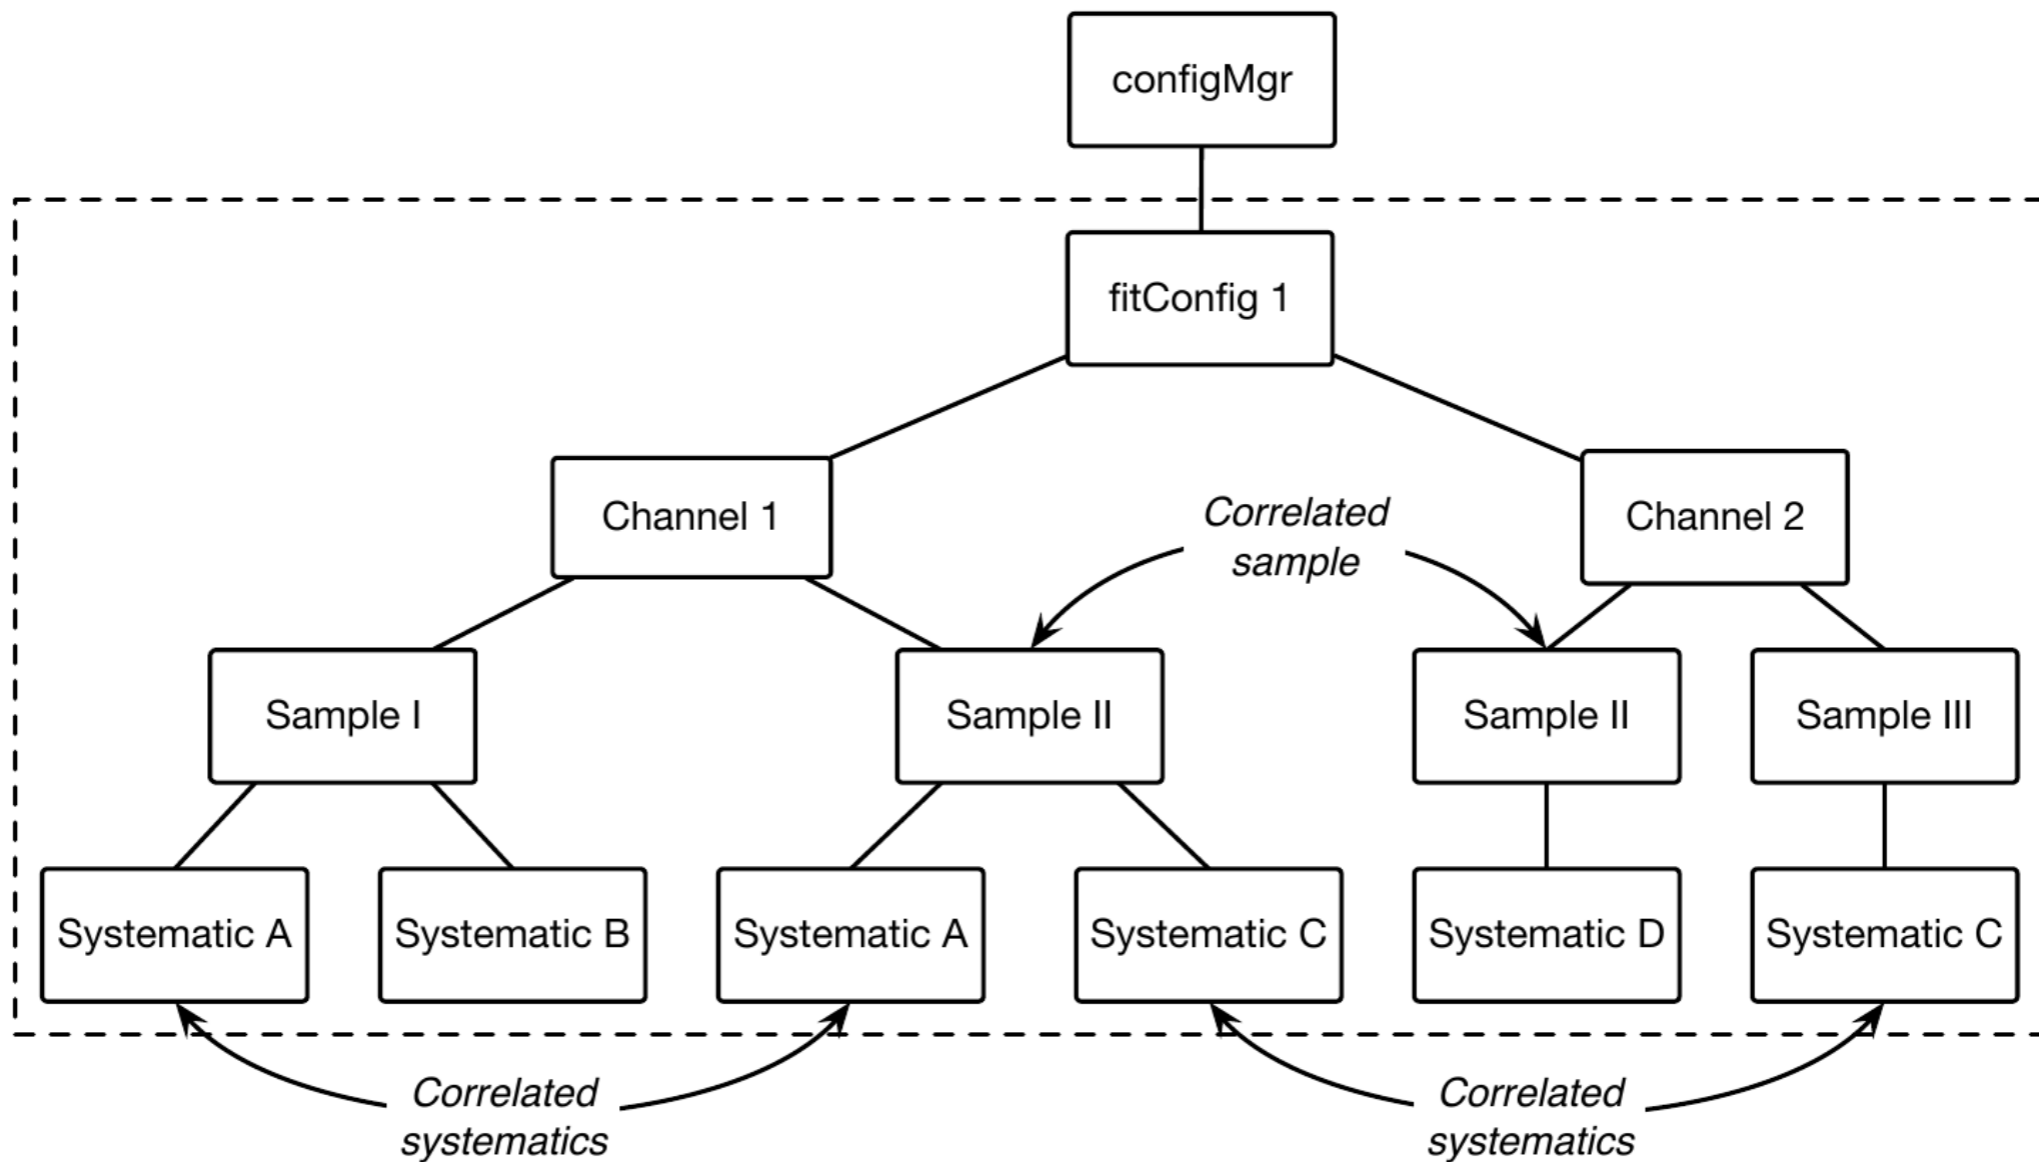 configMgr
fitConfig 1
Channel 1
Correlated
sample
Channel 2
Sample I
Sample II
Sample II
Sample III
Systematic A
Systematic B
Systematic A
Systematic C
Systematic D
Systematic C
Correlated
systematics
Correlated
systematics